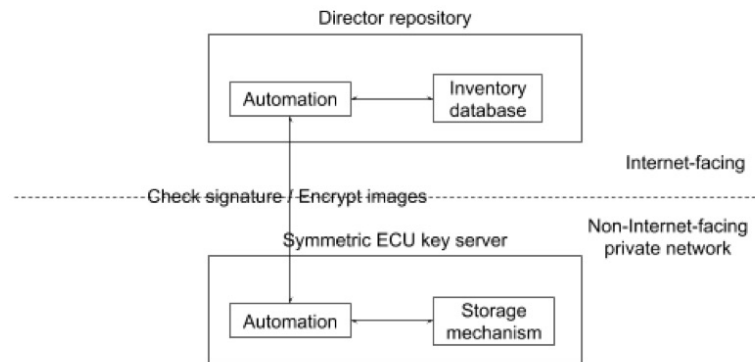 Director repository
Automation
Inventory
database
Internet-facing
Check signature / Encrypt images
Non-Internet-facing
private network
Symmetric ECU key server
Automation
Storage
mechanism